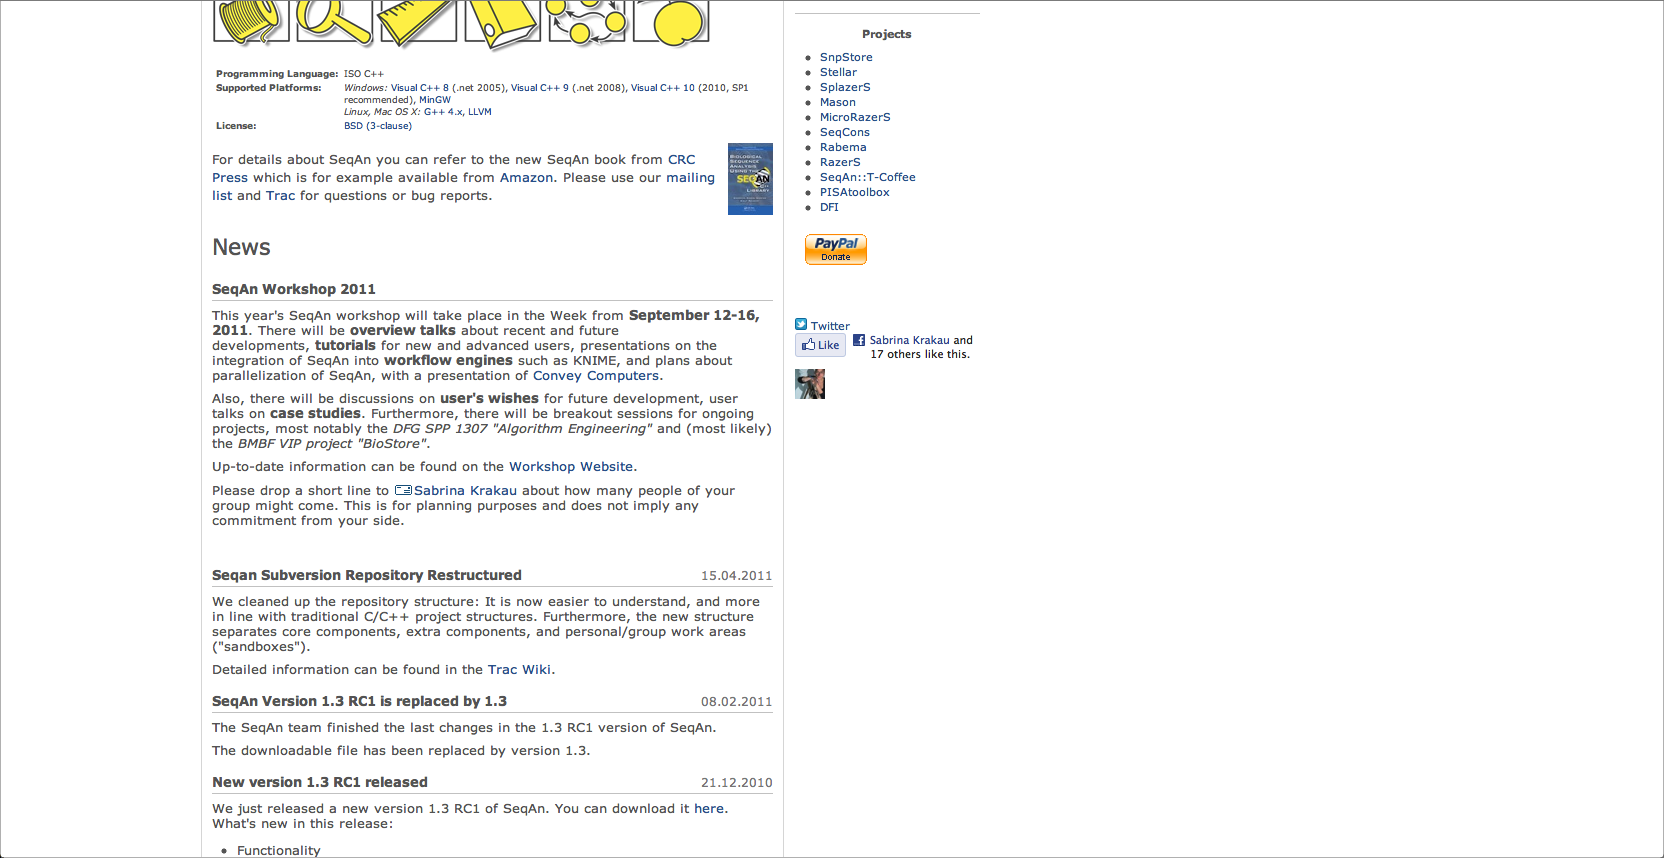 Programming Language: ISO C++
Supported Platforms: Windows: Visual C++ 8 (.net 2005), Visual C++ 9 (.net 2008), Visual C++ 10 (2010, SP1
recommended), MinGW
Linux, Mac OS X: G++ 4.x, LLVM
License: BSD (3-clause)
For details about SeqAn you can refer to the new SeqAn book from CRC
Press which is for example available from Amazon. Please use our mailing
list and Trac for questions or bug reports.
BIOLOGICAL
SEQUENCE
ANALYSIS
USING THE
SEQAN
C++
LIBRARY
News
SeqAn Workshop 2011
This year's SeqAn workshop will take place in the Week from September 12-16,
2011. There will be overview talks about recent and future
developments, tutorials for new and advanced users, presentations on the
integration of SeqAn into workflow engines such as KNIME, and plans about
parallelization of SeqAn, with a presentation of Convey Computers.
Also, there will be discussions on user's wishes for future development, user
talks on case studies. Furthermore, there will be breakout sessions for ongoing
projects, most notably the DFG SPP 1307 "Algorithm Engineering" and (most likely)
the BMBF VIP project "BioStore".
Up-to-date information can be found on the Workshop Website.
Please drop a short line to Sabrina Krakau about how many people of your
group might come. This is for planning purposes and does not imply any
commitment from your side.
Seqan Subversion Repository Restructured 15.04.2011
We cleaned up the repository structure: It is now easier to understand, and more
in line with traditional C/C++ project structures. Furthermore, the new structure
separates core components, extra components, and personal/group work areas
("sandboxes").
Detailed information can be found in the Trac Wiki.
SeqAn Version 1.3 RC1 is replaced by 1.3 08.02.2011
The SeqAn team finished the last changes in the 1.3 RC1 version of SeqAn.
The downloadable file has been replaced by version 1.3.
New version 1.3 RC1 released 21.12.2010
We just released a new version 1.3 RC1 of SeqAn. You can download it here.
What's new in this release:
• Functionality
Projects
• SnpStore
• Stellar
• SplazerS
• Mason
• MicroRazerS
• SeqCons
• Rabema
• RazerS
• SeqAn::T-Coffee
• PISAtoolbox
• DFI
PayPal
Donate
Twitter
Like Sabrina Krakau and
17 others like this.